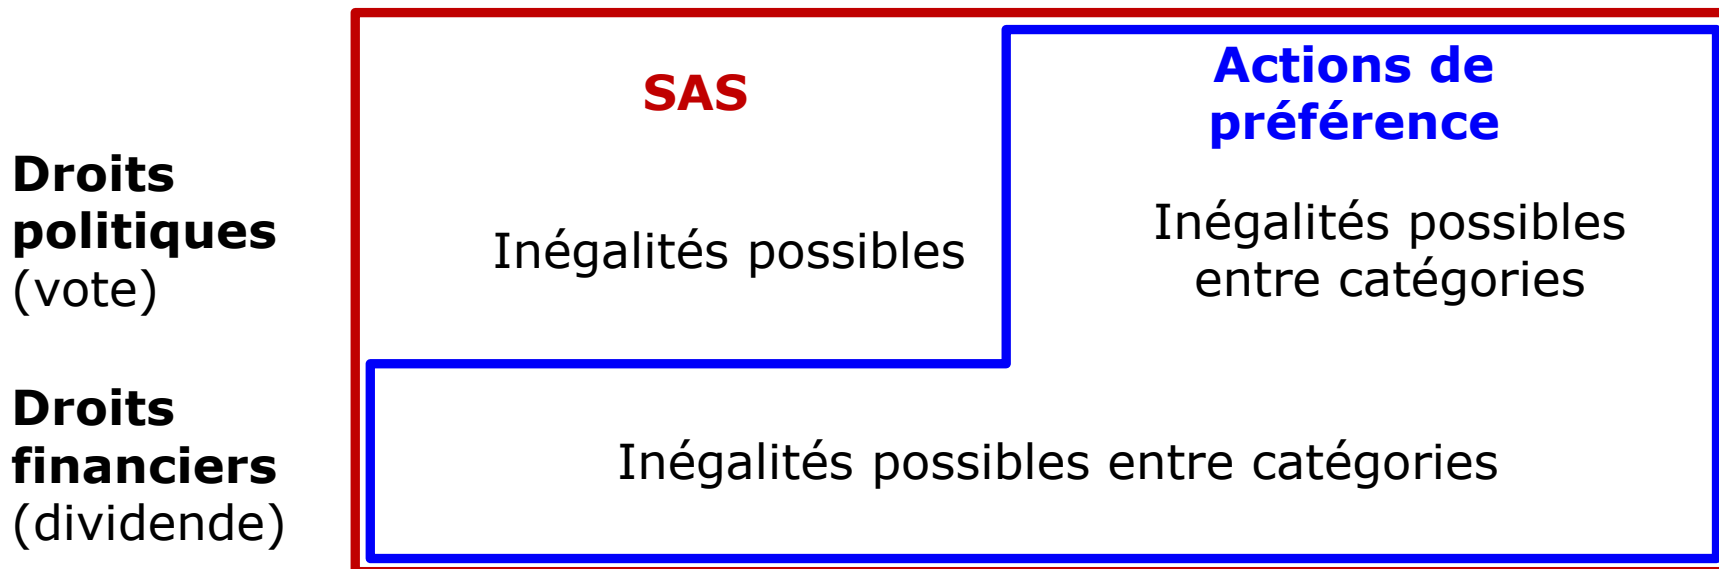 SAS
Actions de
préférence
Droits
politiques
(vote)
Inégalités possibles
Inégalités possibles
entre catégories
Droits
financiers
(dividende)
Inégalités possibles entre catégories